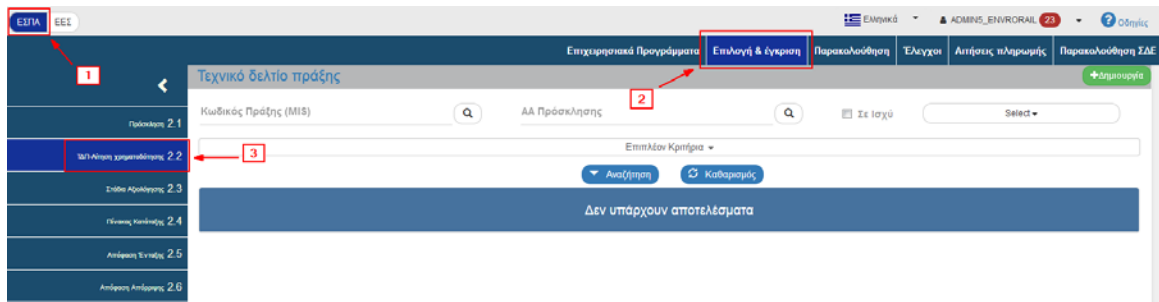 ΕΣΠΑ ΕΕΣ Ελληνικά ADMIN5_ENVRORAIL 23 Οδηγίες
1
Επιχειρησιακά Προγράμματα Επιλογή & έγκριση Παρακολούθηση Έλεγχοι Αιτήσεις πληρωμής Παρακολούθηση ΣΔΕ
2
Τεχνικό δελτίο πράξης +Δημιουργία
Κωδικός Πράξης (MIS) ΑΑ Πρόσκλησης Σε Ισχύ Select
Πρόσκληση 2.1
Επιπλέον Κριτήρια
ΤΔΠ-Αίτηση χρηματοδότησης 2.2
3
Αναζήτηση Καθαρισμός
Στάδια Αξιολόγησης 2.3
Δεν υπάρχουν αποτελέσματα
Πίνακας Κατάταξης 2.4
Απόφαση Ένταξης 2.5
Απόφαση Απόρριψης 2.6